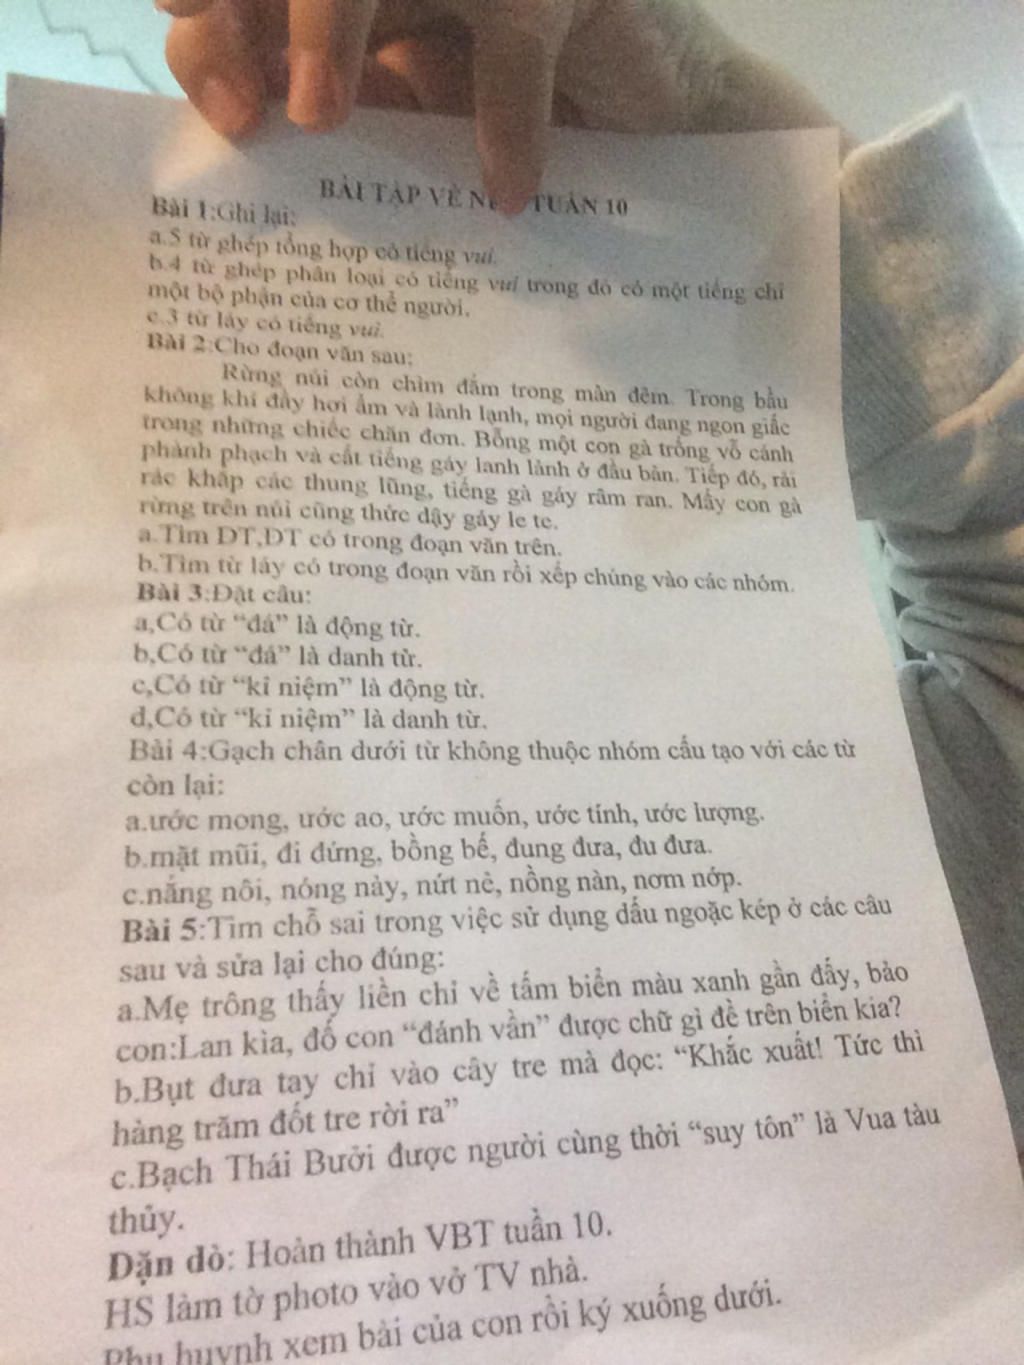 BÀI TẬP VỀ TUẦN 10
Bài 1:Ghi lại:
a.5 từ ghép tổng hợp có tiếng vui.
b.4 từ ghép phân loại có tiếng vui trong đó có một tiếng chỉ
một bộ phận của cơ thể người.
c.3 từ láy có tiếng vui.
Bài 2:Cho đoạn văn sau:
Rừng núi còn chìm đắm trong màn đêm. Trong bầu
không khí đầy hơi ẩm và lành lạnh, mọi người đang ngon giấc
trong những chiếc chăn đơn. Bỗng một con gà trống vỗ cánh
phành phạch và cất tiếng gáy lanh lảnh ở đầu bản. Tiếp đó, rải
rác khắp các thung lũng, tiếng gà gáy râm ran. Mấy con gà
rừng trên núi cũng thức dậy gáy le te.
a.Tìm DT,ĐT có trong đoạn văn trên.
b.Tìm từ láy có trong đoạn văn rồi xếp chúng vào các nhóm.
Bài 3:Đặt câu:
a,Có từ “đá” là động từ.
b,Có từ “đá” là danh từ.
c,Có từ “kỉ niệm” là động từ.
d,Có từ “kỉ niệm” là danh từ.
Bài 4:Gạch chân dưới từ không thuộc nhóm cấu tạo với các từ
còn lại:
a.ước mong, ước ao, ước muốn, ước tính, ước lượng.
b.mặt mũi, đi đứng, bồng bế, đung đưa, đu đưa.
c.nắng nôi, nóng nảy, nứt nẻ, nồng nàn, nơm nớp.
Bài 5:Tìm chỗ sai trong việc sử dụng dấu ngoặc kép ở các câu
sau và sửa lại cho đúng:
a.Mẹ trông thấy liền chỉ về tấm biển màu xanh gần đấy, bảo
con:Lan kìa, đố con “đánh vần” được chữ gì đề trên biển kia?
b.Bụt đưa tay chỉ vào cây tre mà đọc: “Khắc xuất! Tức thì
hàng trăm đốt tre rời ra”
c.Bạch Thái Bưởi được người cùng thời “suy tôn” là Vua tàu
thủy.
Dặn dò: Hoàn thành VBT tuần 10.
HS làm tờ photo vào vở TV nhà.
Phụ huynh xem bài của con rồi ký xuống dưới.